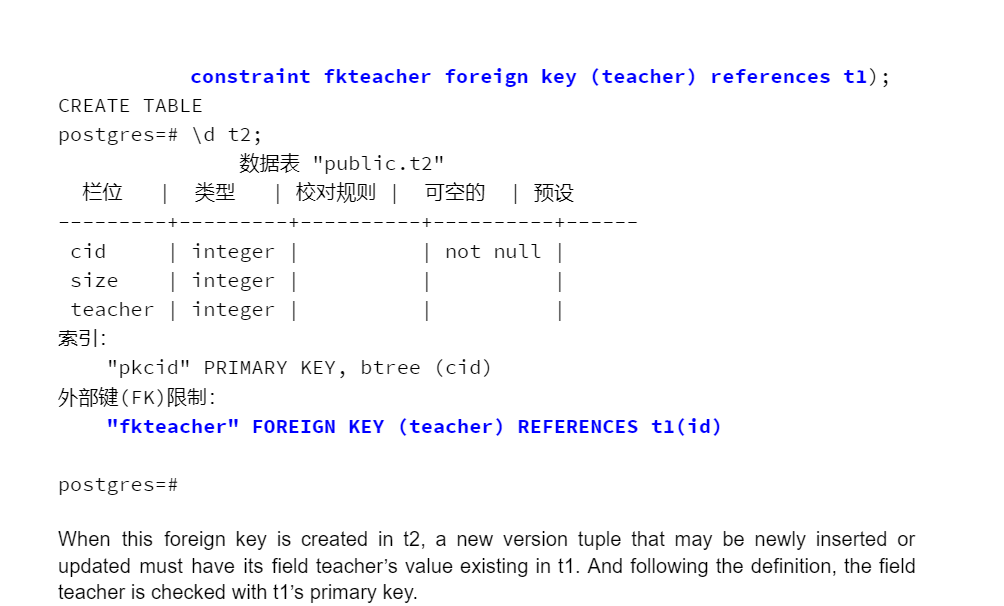 constraint fkteacher foreign key (teacher) references t1);
CREATE TABLE
postgres=# \d t2;
数据表 "public.t2"
栏位 | 类型 | 校对规则 | 可空的 | 预设
---------+---------+----------+----------+------
cid | integer | | not null |
size | integer | | |
teacher | integer | | |
索引:
"pkcid" PRIMARY KEY, btree (cid)
外部键(FK)限制:
"fkteacher" FOREIGN KEY (teacher) REFERENCES t1(id)
postgres=#
When this foreign key is created in t2, a new version tuple that may be newly inserted or
updated must have its field teacher’s value existing in t1. And following the definition, the field
teacher is checked with t1’s primary key.